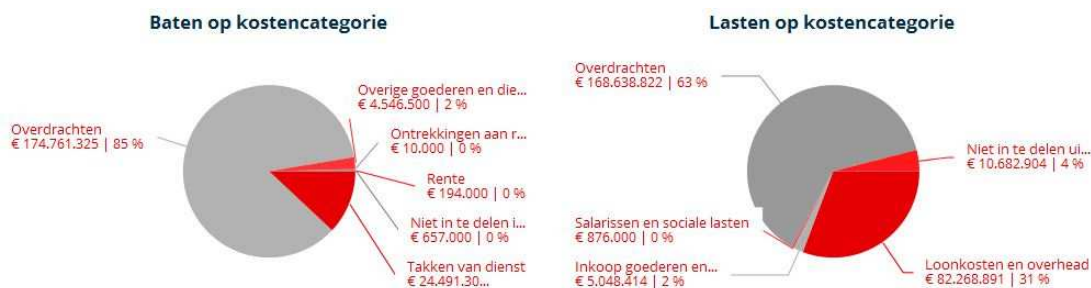 Baten op kostencategorie
Overdrachten
€ 174.761.325 | 85 %
Overige goederen en die...
€ 4.546.500 | 2 %
Ontrekkingen aan r...
€ 10.000 | 0 %
Rente
€ 194.000 | 0 %
Niet in te delen i...
€ 657.000 | 0 %
Takken van dienst
€ 24.491.30...
Lasten op kostencategorie
Overdrachten
€ 168.638.822 | 63 %
Niet in te delen ui...
€ 10.682.904 | 4 %
Salarissen en sociale lasten
€ 876.000 | 0 %
Inkoop goederen en...
€ 5.048.414 | 2 %
Loonkosten en overhead
€ 82.268.891 | 31 %